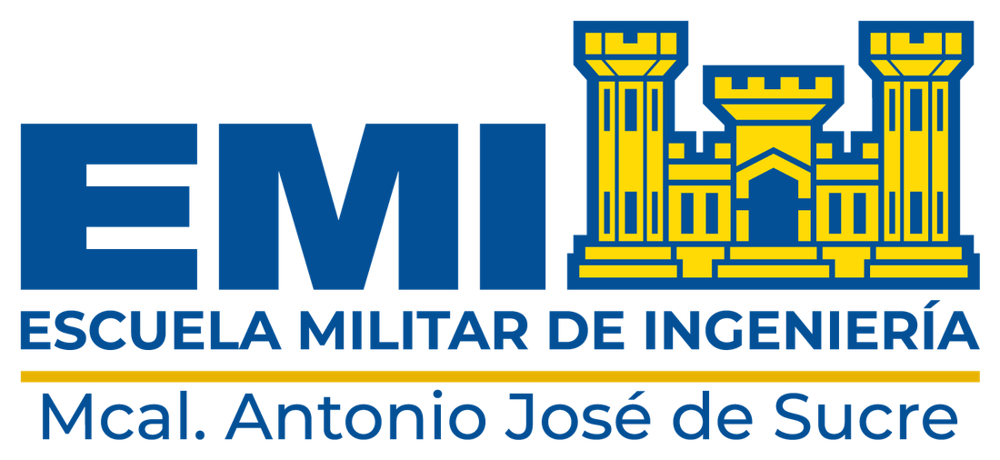 EMI
ESCUELA MILITAR DE INGENIERÍA
Mcal. Antonio José de Sucre